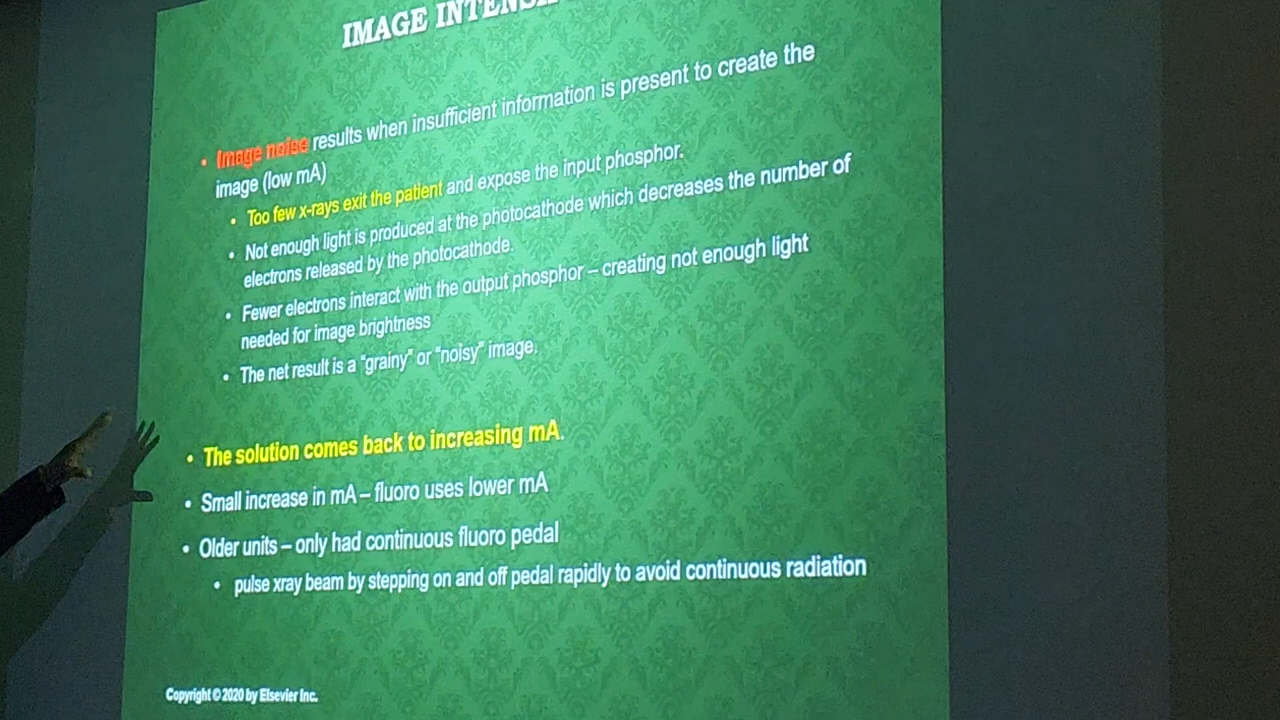 IMAGE
• Image noise results when insufficient information is present to create the
image (low mA)
• Too few x-rays exit the patient and expose the input phosphor.
• Not enough light is produced at the photocathode which decreases the number of
electrons released by the photocathode.
• Fewer electrons interact with the output phosphor – creating not enough light
needed for image brightness
• The net result is a "grainy" or "noisy" image.
• The solution comes back to increasing mA.
• Small increase in mA – fluoro uses lower mA
• Older units – only had continuous fluoro pedal
• pulse xray beam by stepping on and off pedal rapidly to avoid continuous radiation
Copyright © 2020 by Elsevier Inc.